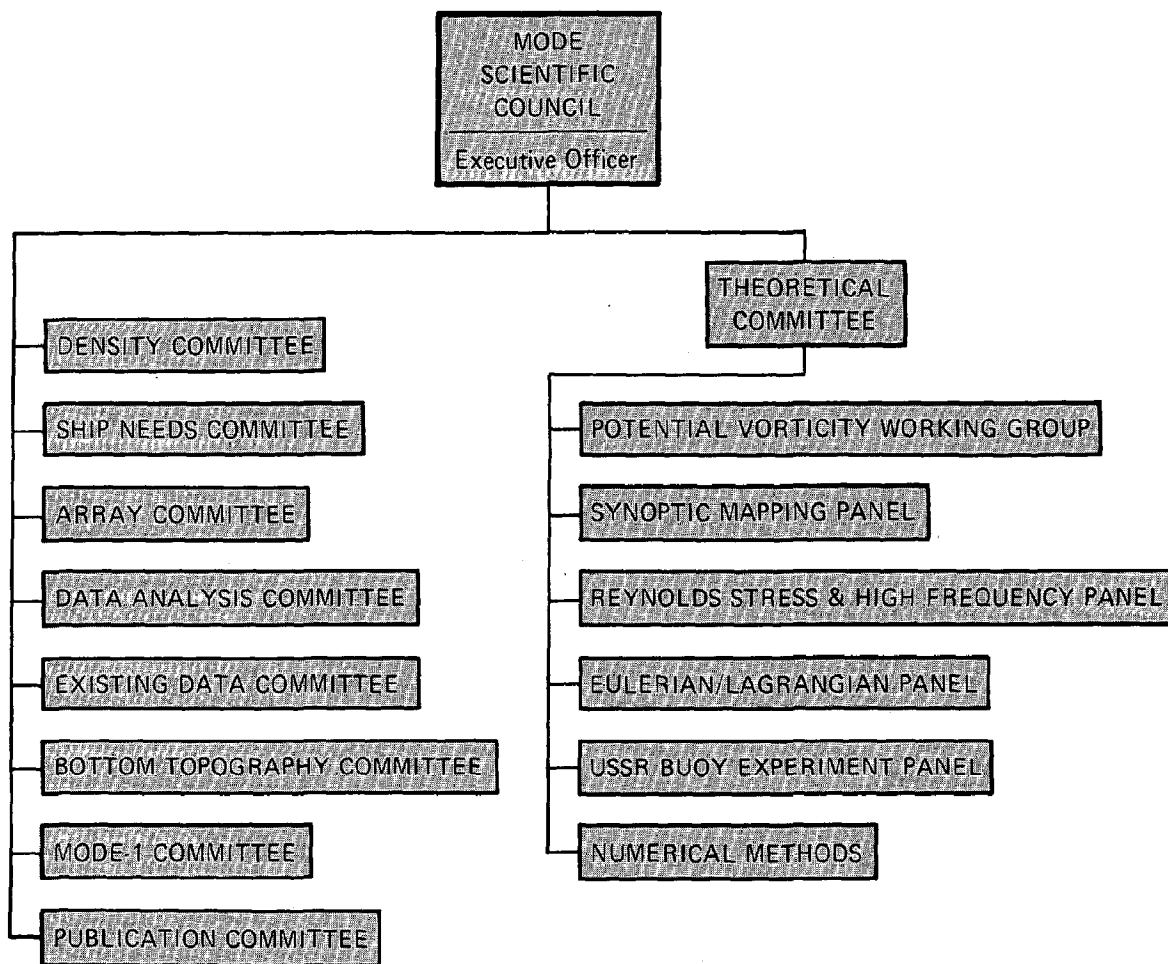 MODE
SCIENTIFIC
COUNCIL
Executive Officer
THEORETICAL
COMMITTEE
DENSITY COMMITTEE
SHIP NEEDS COMMITTEE
ARRAY COMMITTEE
DATA ANALYSIS COMMITTEE
EXISTING DATA COMMITTEE
BOTTOM TOPOGRAPHY COMMITTEE
MODE-1 COMMITTEE
PUBLICATION COMMITTEE
POTENTIAL VORTICITY WORKING GROUP
SYNOPTIC MAPPING PANEL
REYNOLDS STRESS & HIGH FREQUENCY PANEL
EULERIAN/LAGRANGIAN PANEL
USSR BUOY EXPERIMENT PANEL
NUMERICAL METHODS